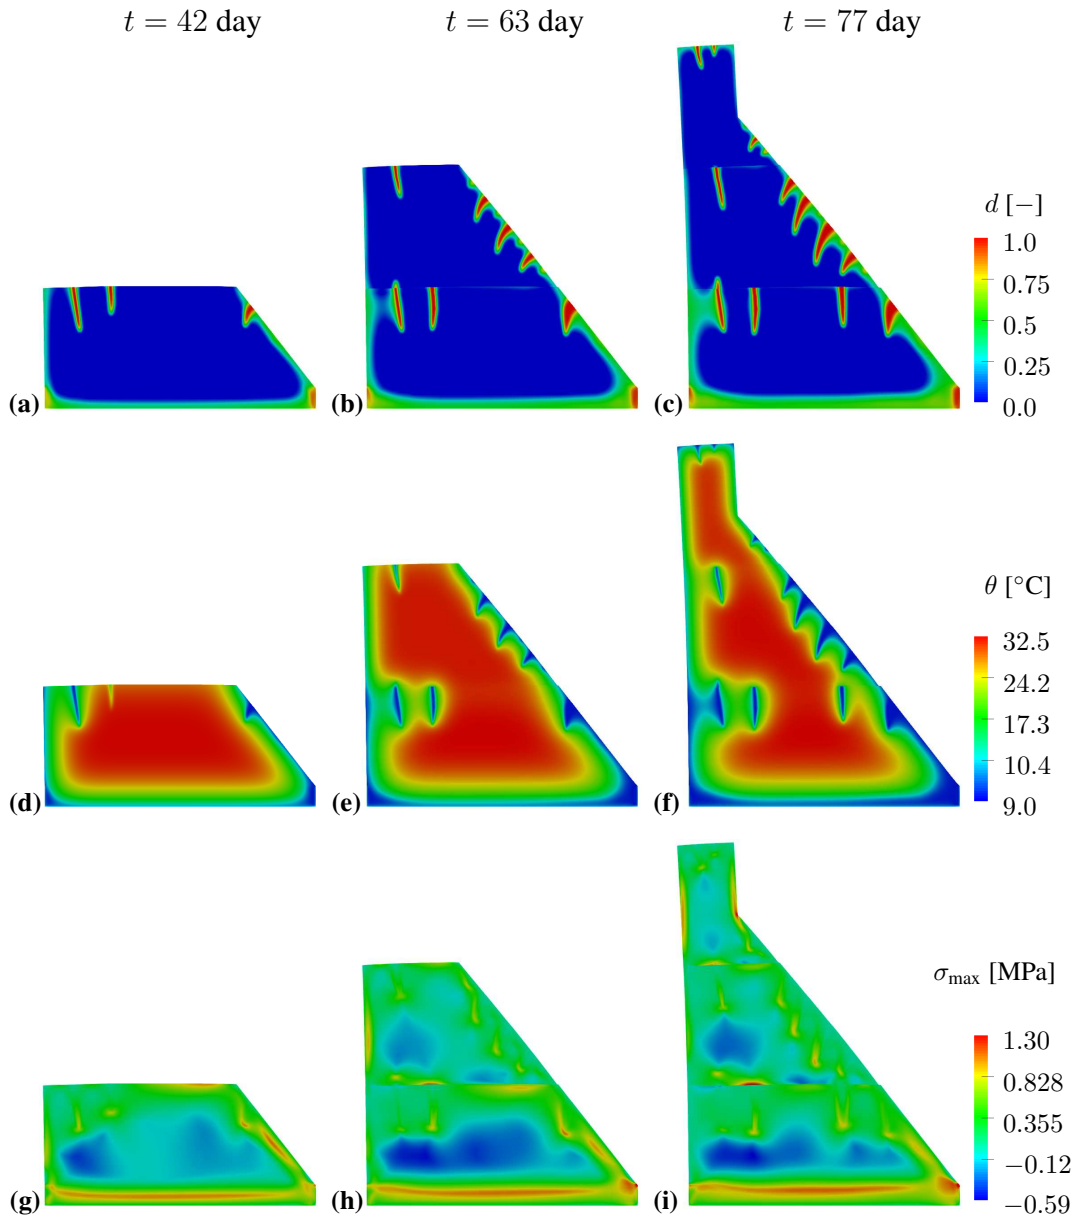 t = 42 day
t = 63 day
t = 77 day
d [−]
1.0
0.75
0.5
0.25
0.0
(a)
(b)
(c)
θ [°C]
32.5
24.2
17.3
10.4
9.0
(d)
(e)
(f)
σmax [MPa]
1.30
0.828
0.355
−0.12
−0.59
(g)
(h)
(i)